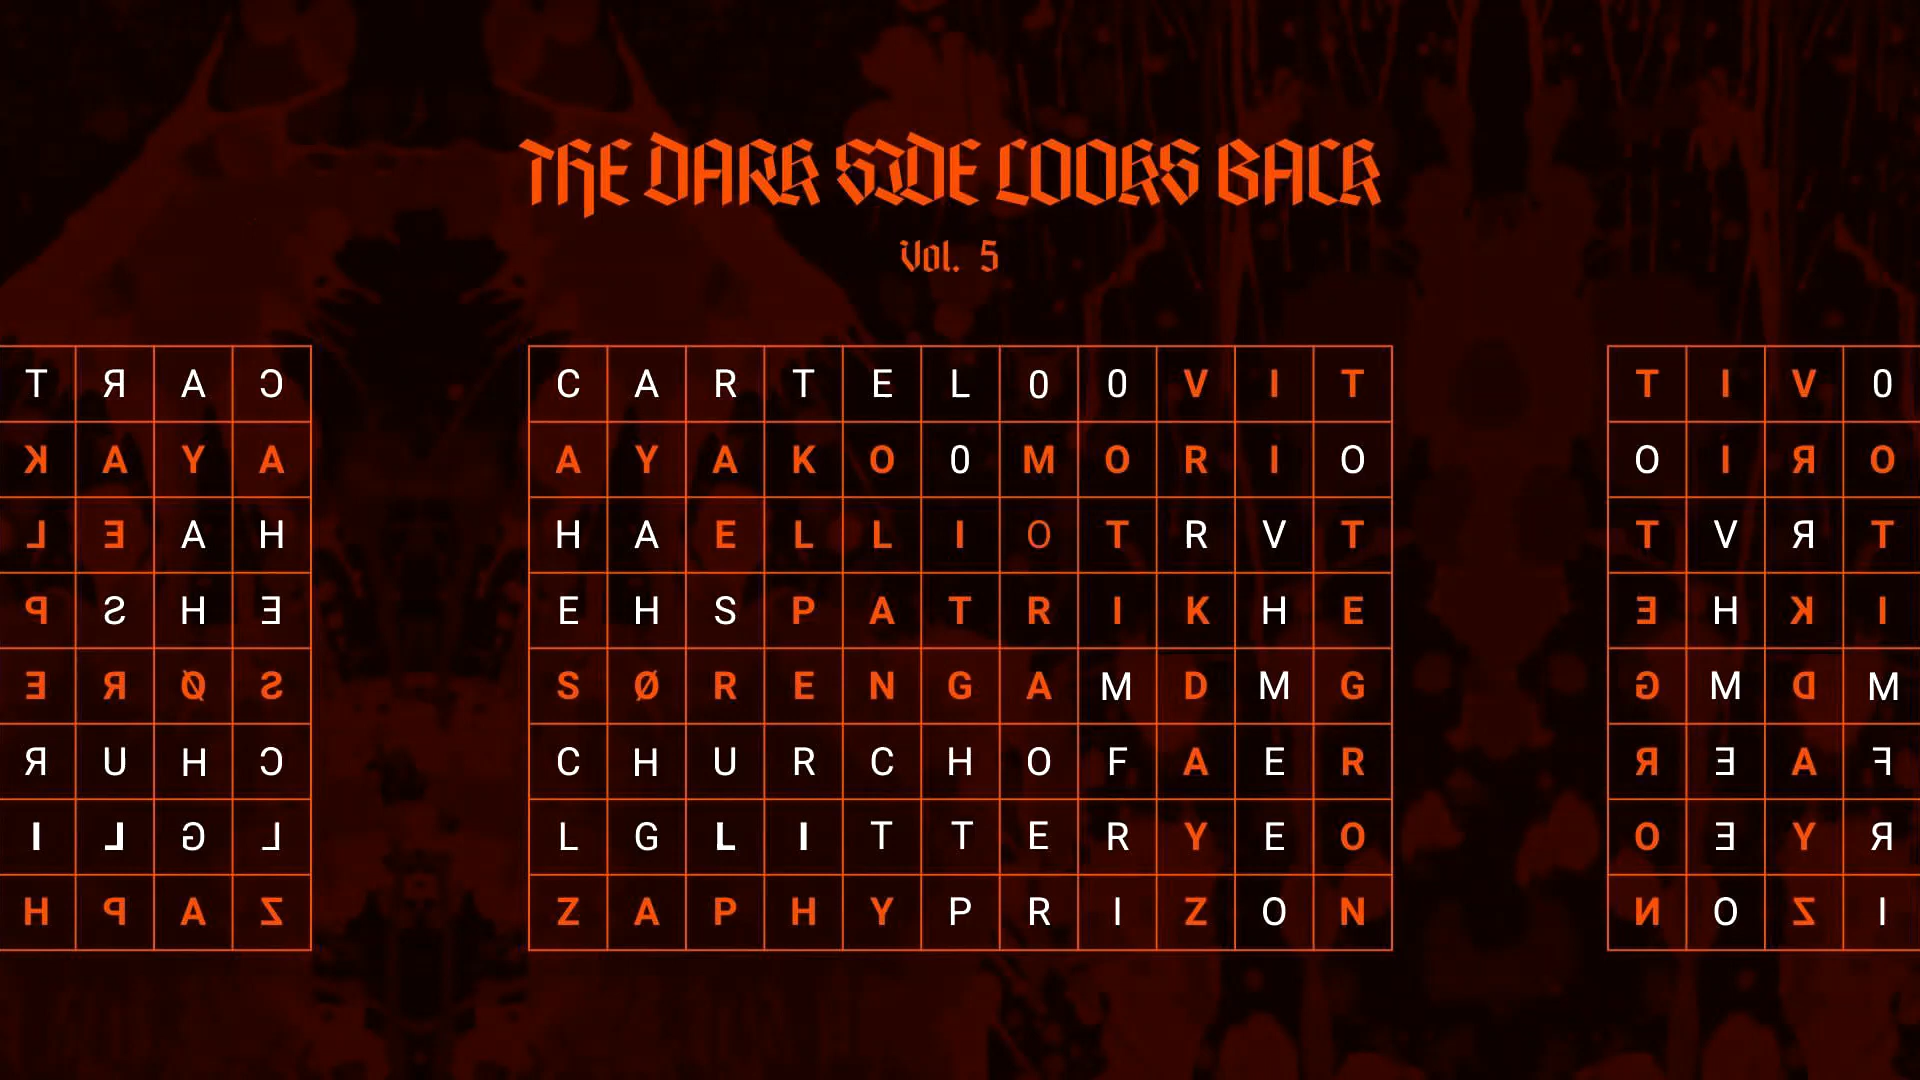 THE DARK SIDE LOOKS BACK
Vol. 5
T R A C C A R T E L 0 0 V I T T I V 0
K A Y A A Y A K O 0 M O R I O O I R O
L E A H H A E L L I O T R V T T V R T
P S H E E H S P A T R I K H E E H K I
E R Ø S S Ø R E N G A M D M G G M D M
R U H C C H U R C H O F A E R R E A F
I L G L L G L I T T E R Y E O O E Y R
H P A Z Z A P H Y P R I Z O N N O Z I